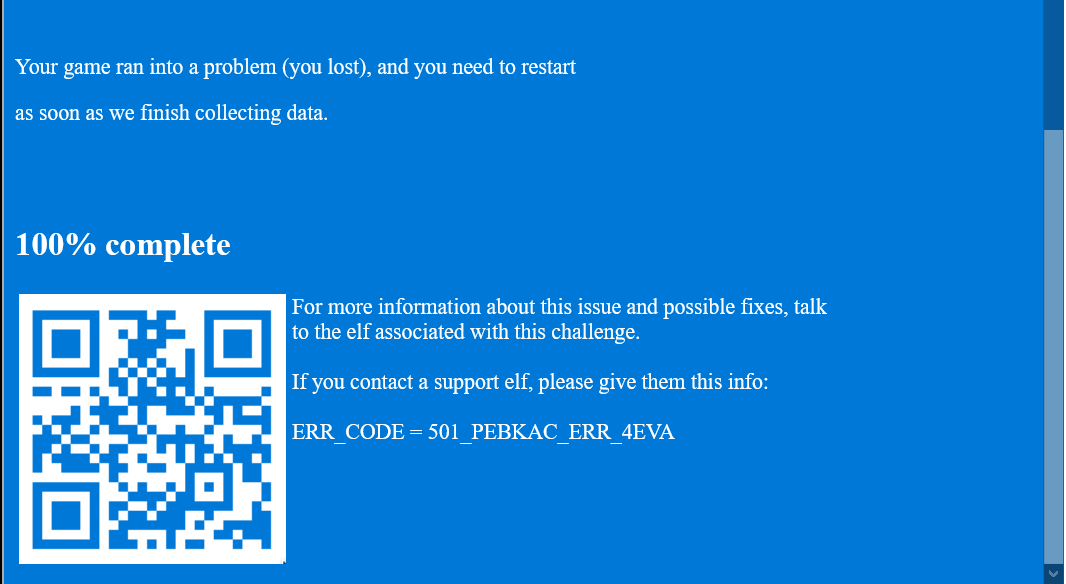 Your game ran into a problem (you lost), and you need to restart
as soon as we finish collecting data.
100% complete
For more information about this issue and possible fixes, talk
to the elf associated with this challenge.
If you contact a support elf, please give them this info:
ERR_CODE = 501_PEBKAC_ERR_4EVA